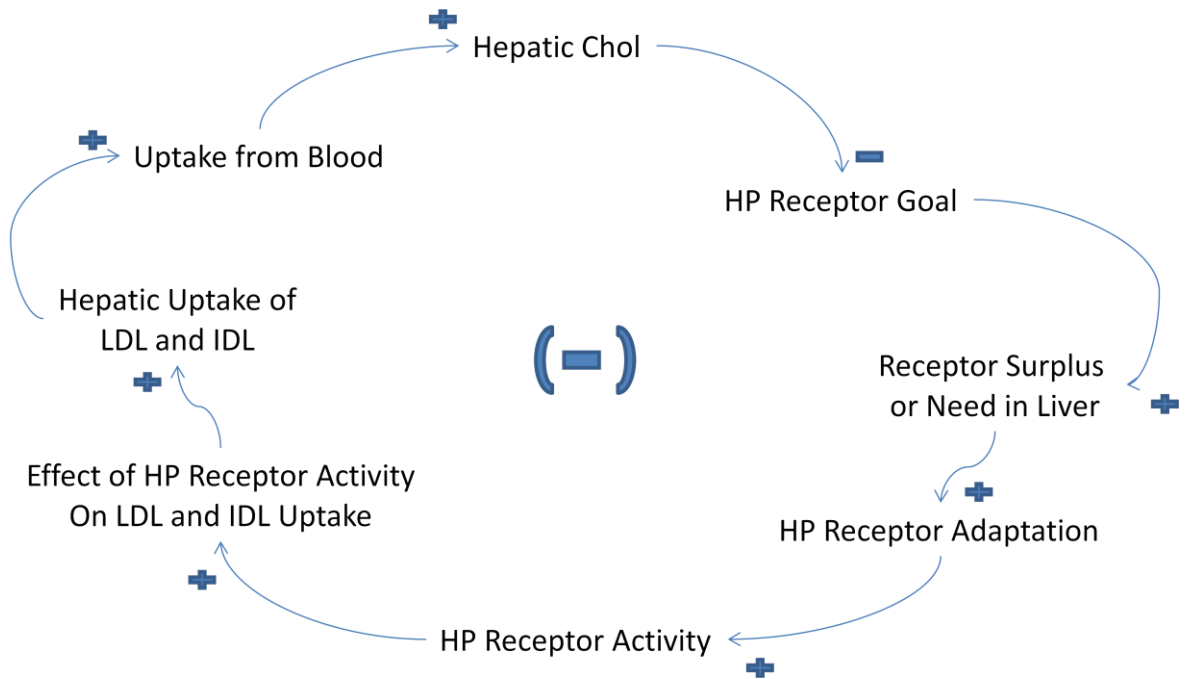 Hepatic Chol
Uptake from Blood
HP Receptor Goal
Hepatic Uptake of
LDL and IDL
( - )
Receptor Surplus
or Need in Liver
Effect of HP Receptor Activity
On LDL and IDL Uptake
HP Receptor Adaptation
HP Receptor Activity